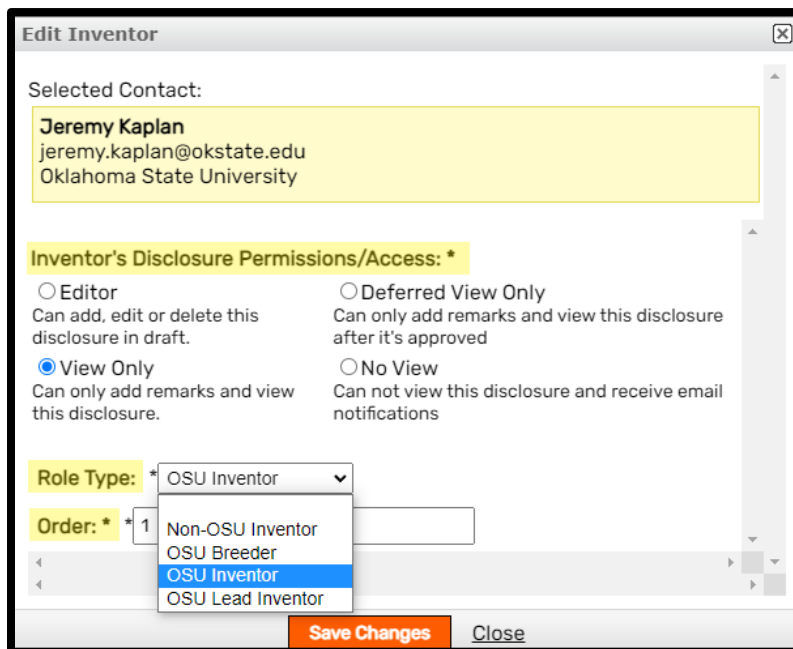 Edit Inventor
Selected Contact:
Jeremy Kaplan
jeremy.kaplan@okstate.edu
Oklahoma State University
Inventor's Disclosure Permissions/Access: *
Editor
Can add, edit or delete this
disclosure in draft.
Deferred View Only
Can only add remarks and view this disclosure
after it's approved
View Only
Can only add remarks and view
this disclosure.
No View
Can not view this disclosure and receive email
notifications
Role Type: * OSU Inventor
Order: * * 1
Non-OSU Inventor
OSU Breeder
OSU Inventor
OSU Lead Inventor
Save Changes Close